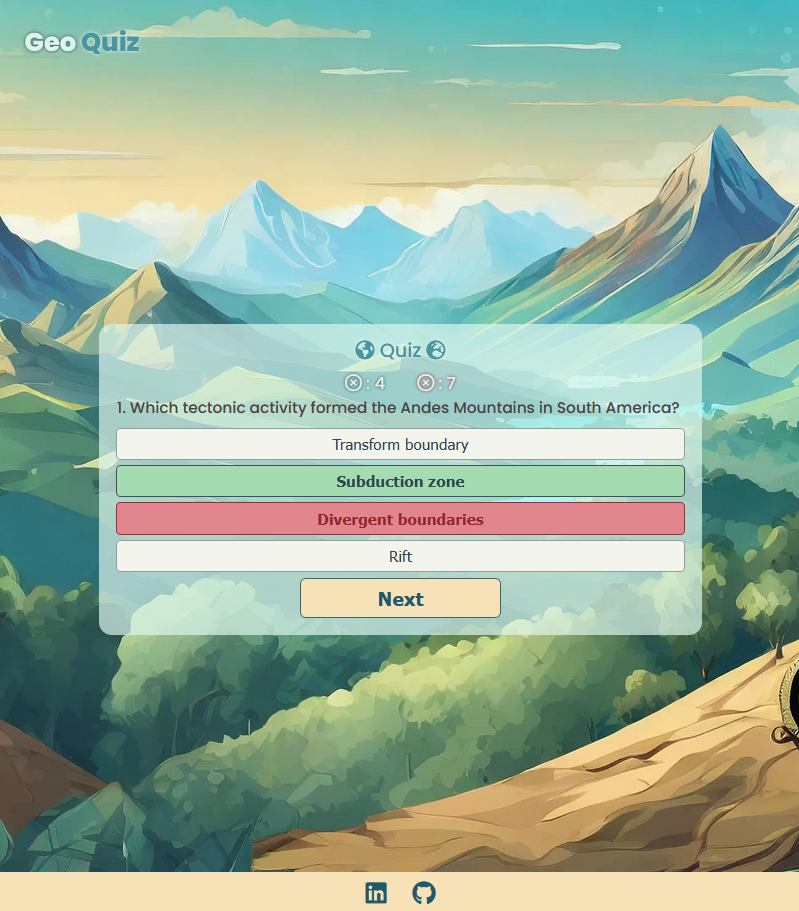 Geo Quiz
Quiz
: 4 : 7
1. Which tectonic activity formed the Andes Mountains in South America?
Transform boundary
Subduction zone
Divergent boundaries
Rift
Next
in